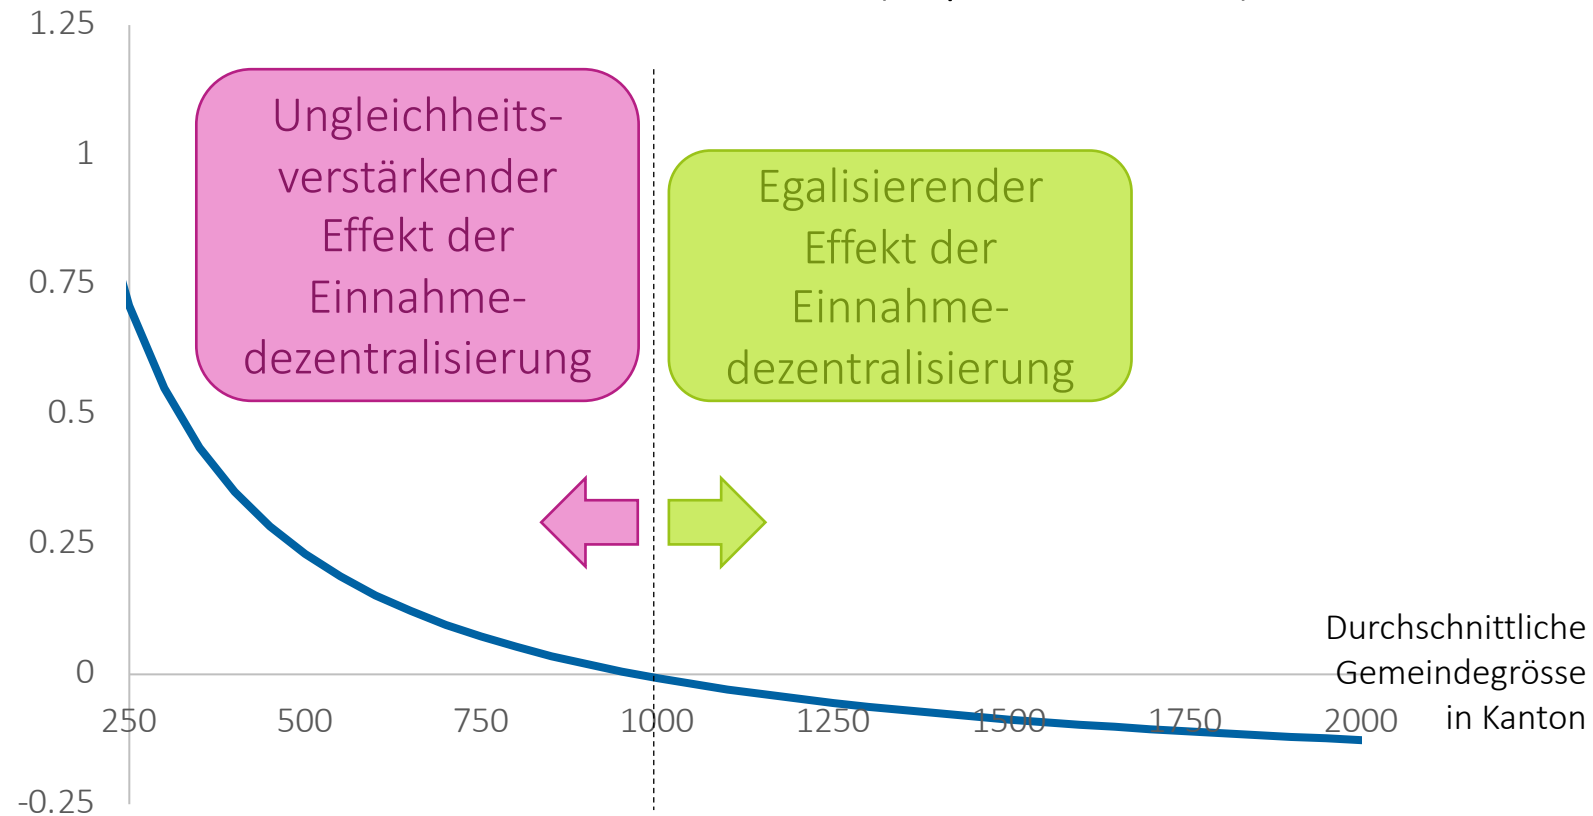 1.25
1
0.75
0.5
0.25
0
-0.25
Ungleichheits-
verstärkender
Effekt der
Einnahme-
dezentralisierung
Egalisierender
Effekt der
Einnahme-
dezentralisierung
Durchschnittliche
Gemeindegrösse
in Kanton
250 500 750 1000 1250 1500 1750 2000